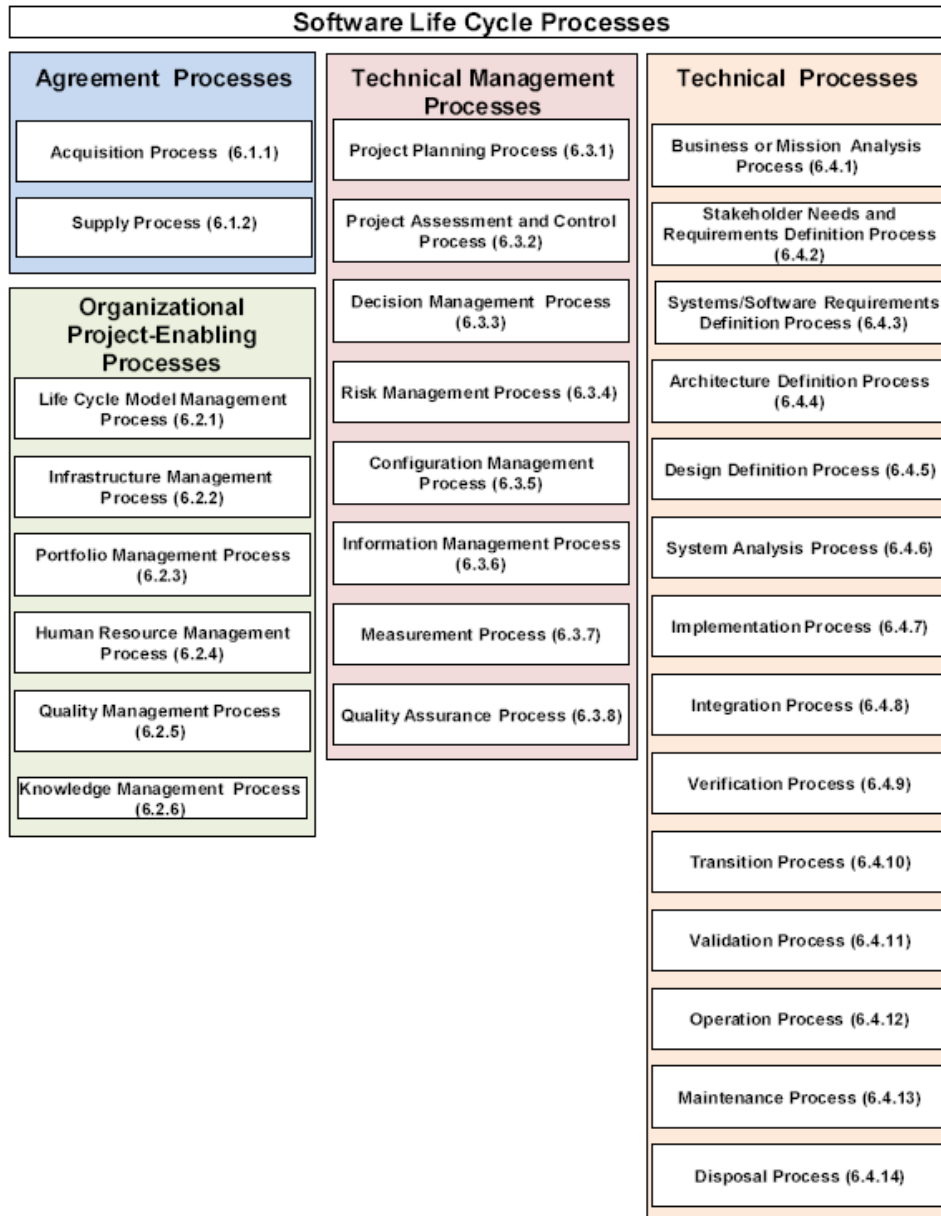 Software Life Cycle Processes
Agreement Processes
Acquisition Process (6.1.1)
Supply Process (6.1.2)
Organizational
Project-Enabling
Processes
Life Cycle Model Management
Process (6.2.1)
Infrastructure Management
Process (6.2.2)
Portfolio Management Process
(6.2.3)
Human Resource Management
Process (6.2.4)
Quality Management Process
(6.2.5)
Knowledge Management Process
(6.2.6)
Technical Management
Processes
Project Planning Process (6.3.1)
Project Assessment and Control
Process (6.3.2)
Decision Management Process
(6.3.3)
Risk Management Process (6.3.4)
Configuration Management
Process (6.3.5)
Information Management Process
(6.3.6)
Measurement Process (6.3.7)
Quality Assurance Process (6.3.8)
Technical Processes
Business or Mission Analysis
Process (6.4.1)
Stakeholder Needs and
Requirements Definition Process
(6.4.2)
Systems/Software Requirements
Definition Process (6.4.3)
Architecture Definition Process
(6.4.4)
Design Definition Process (6.4.5)
System Analysis Process (6.4.6)
Implementation Process (6.4.7)
Integration Process (6.4.8)
Verification Process (6.4.9)
Transition Process (6.4.10)
Validation Process (6.4.11)
Operation Process (6.4.12)
Maintenance Process (6.4.13)
Disposal Process (6.4.14)